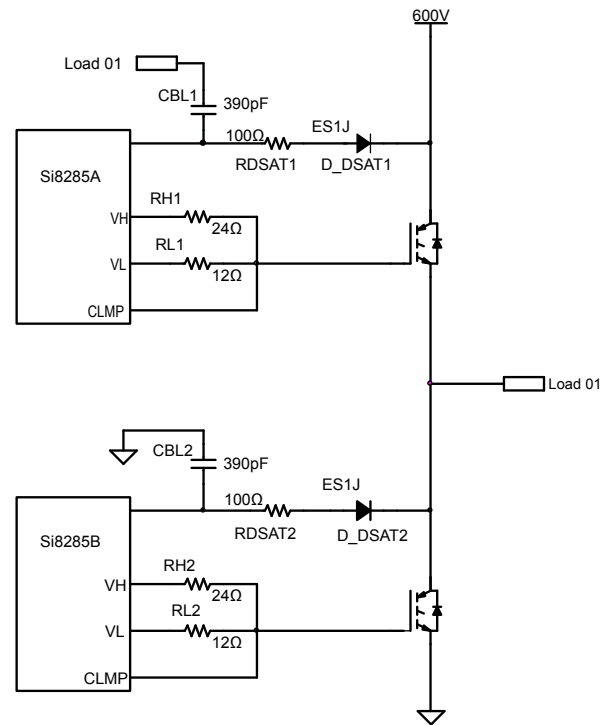 600V
Load 01
CBL1
390pF
ES1J
100Ω
RDSAT1
D_DSAT1
Si8285A
RH1
VH
24Ω
RL1
VL
12Ω
CLMP
Load 01
CBL2
390pF
ES1J
100Ω
RDSAT2
D_DSAT2
Si8285B
RH2
VH
24Ω
RL2
VL
12Ω
CLMP